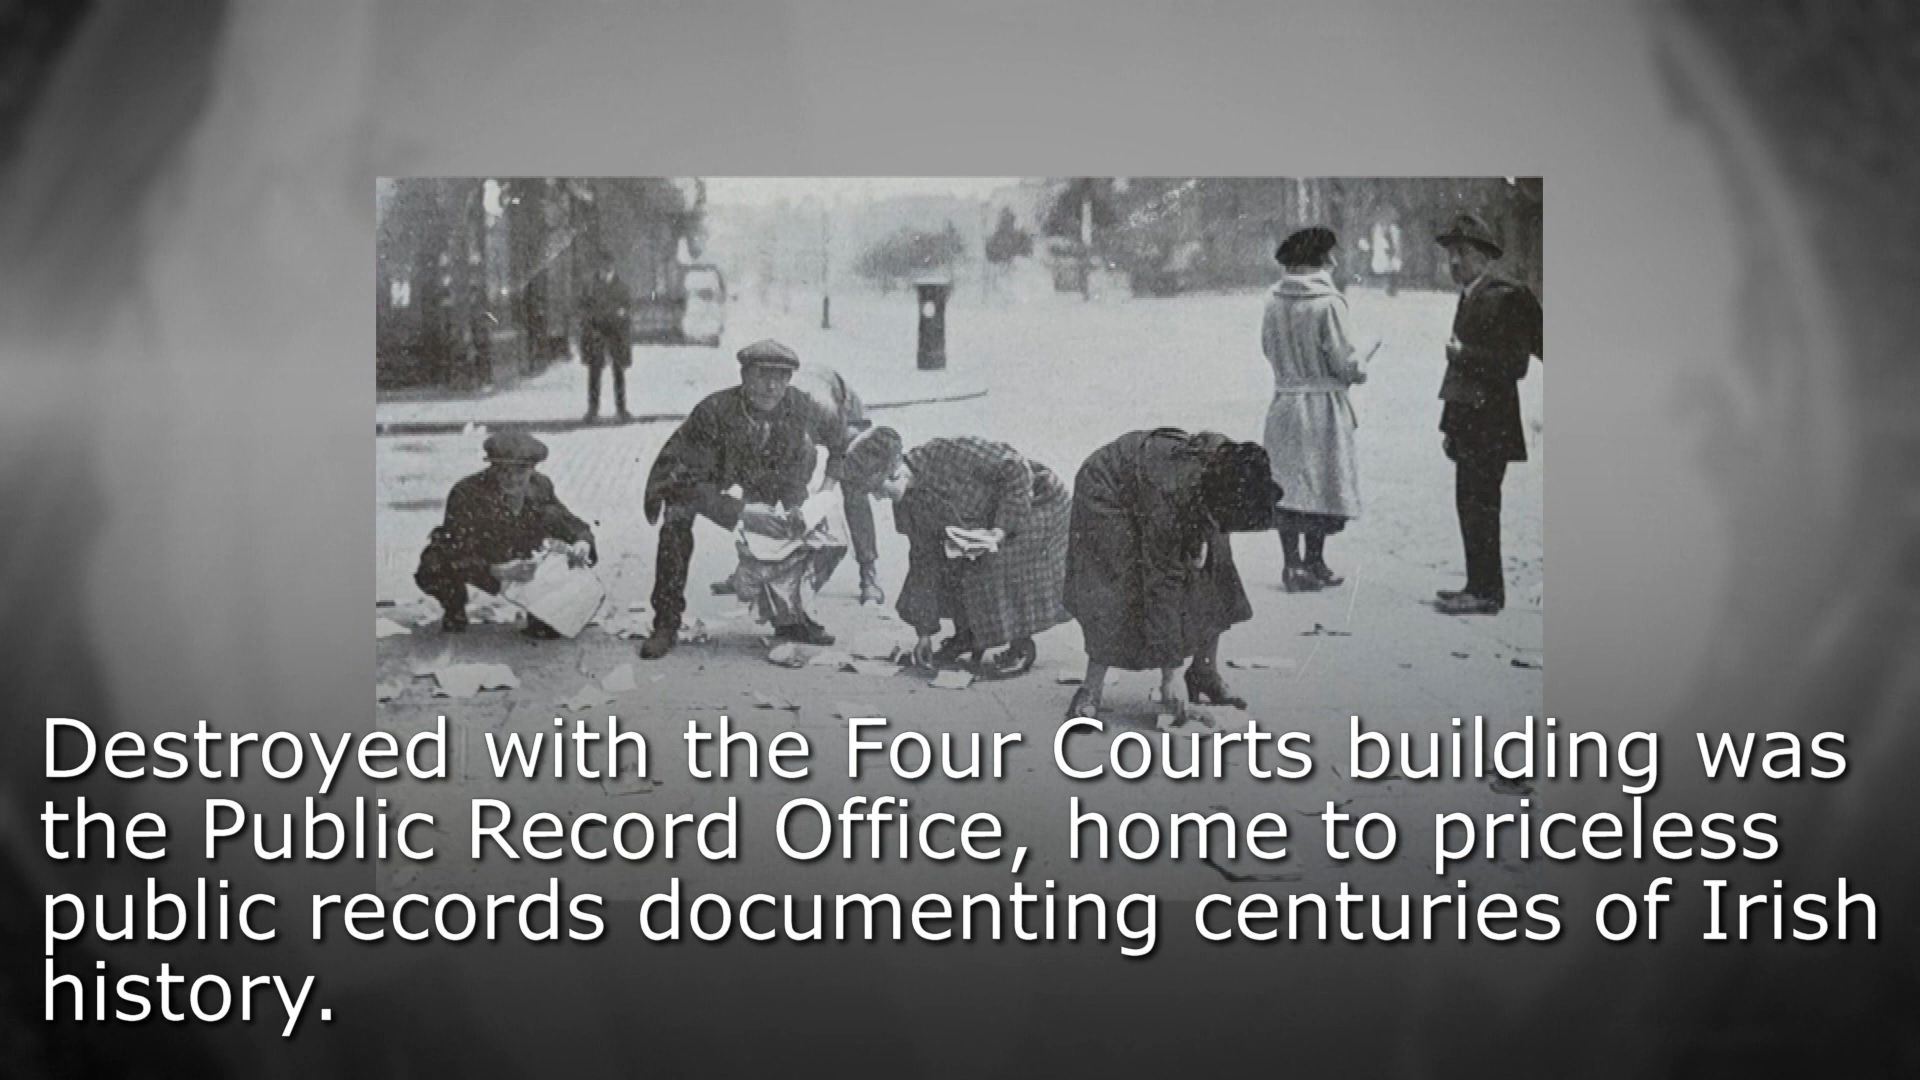 Destroyed with the Four Courts building was
the Public Record Office, home to priceless
public records documenting centuries of Irish
history.